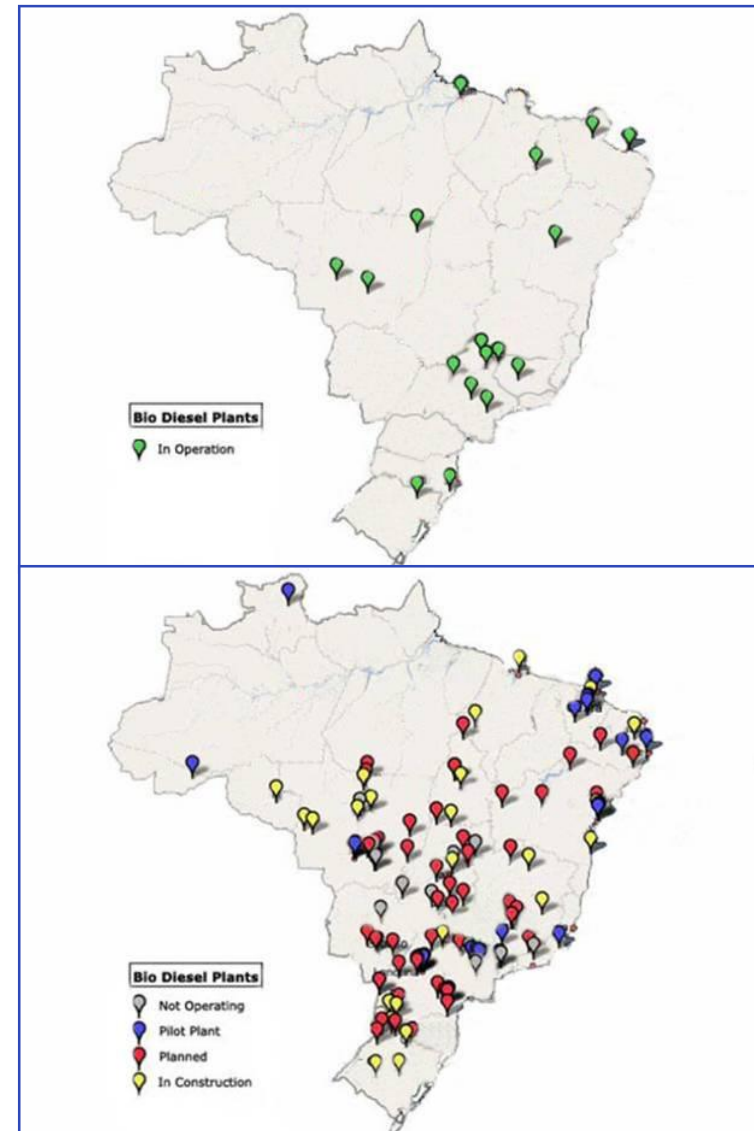 Bio Diesel Plants
In Operation
Bio Diesel Plants
Not Operating
Pilot Plant
Planned
In Construction